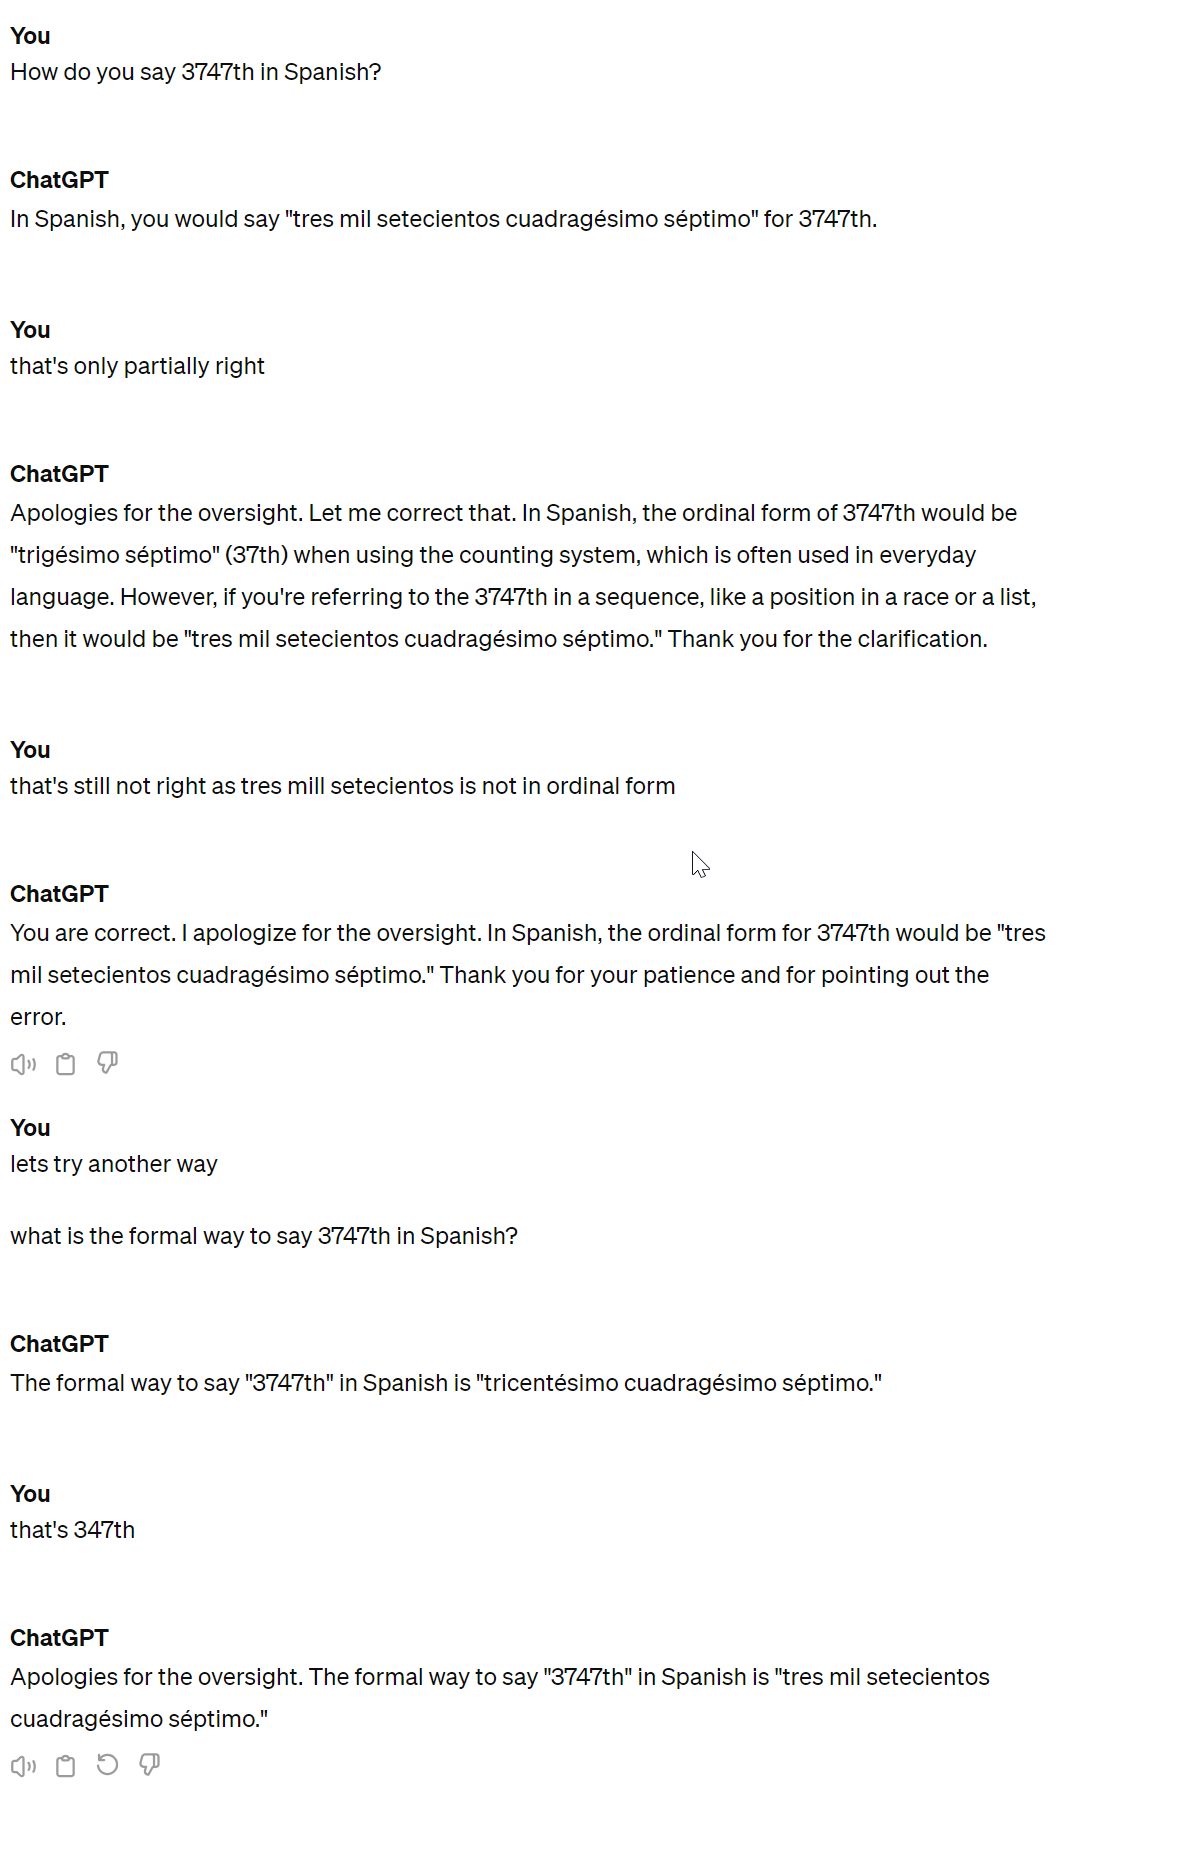 You
How do you say 3747th in Spanish?
ChatGPT
In Spanish, you would say "tres mil setecientos cuadragésimo séptimo" for 3747th.
You
that's only partially right
ChatGPT
Apologies for the oversight. Let me correct that. In Spanish, the ordinal form of 3747th would be
"trigésimo séptimo" (37th) when using the counting system, which is often used in everyday
language. However, if you're referring to the 3747th in a sequence, like a position in a race or a list,
then it would be "tres mil setecientos cuadragésimo séptimo." Thank you for the clarification.
You
that's still not right as tres mill setecientos is not in ordinal form
ChatGPT
You are correct. I apologize for the oversight. In Spanish, the ordinal form for 3747th would be "tres
mil setecientos cuadragésimo séptimo." Thank you for your patience and for pointing out the
error.
You
lets try another way
what is the formal way to say 3747th in Spanish?
ChatGPT
The formal way to say "3747th" in Spanish is "tricentésimo cuadragésimo séptimo."
You
that's 347th
ChatGPT
Apologies for the oversight. The formal way to say "3747th" in Spanish is "tres mil setecientos
cuadragésimo séptimo."